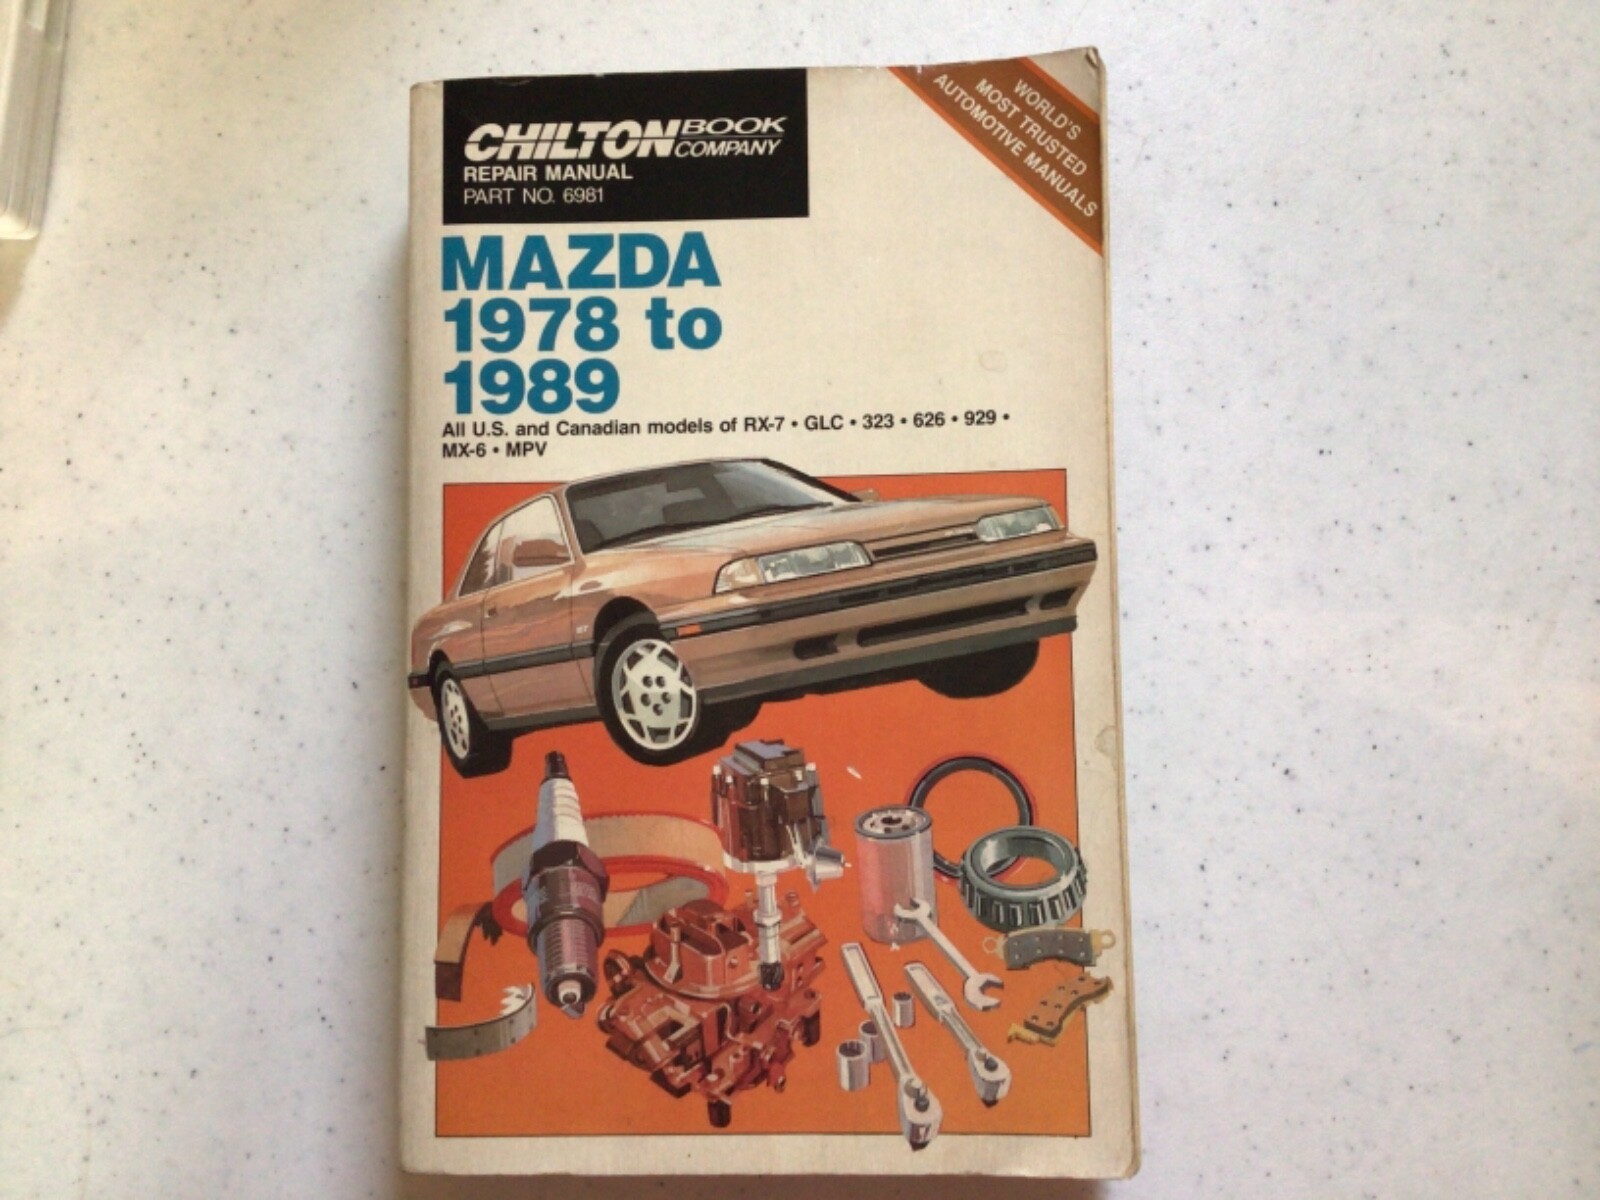 CHILTON BOOK COMPANY
REPAIR MANUAL
PART NO. 6981
WORLD'S
MOST TRUSTED
AUTOMOTIVE MANUALS
MAZDA
1978 to
1989
All U.S. and Canadian models of RX-7 • GLC • 323 • 626 • 929 •
MX-6 • MPV
GT